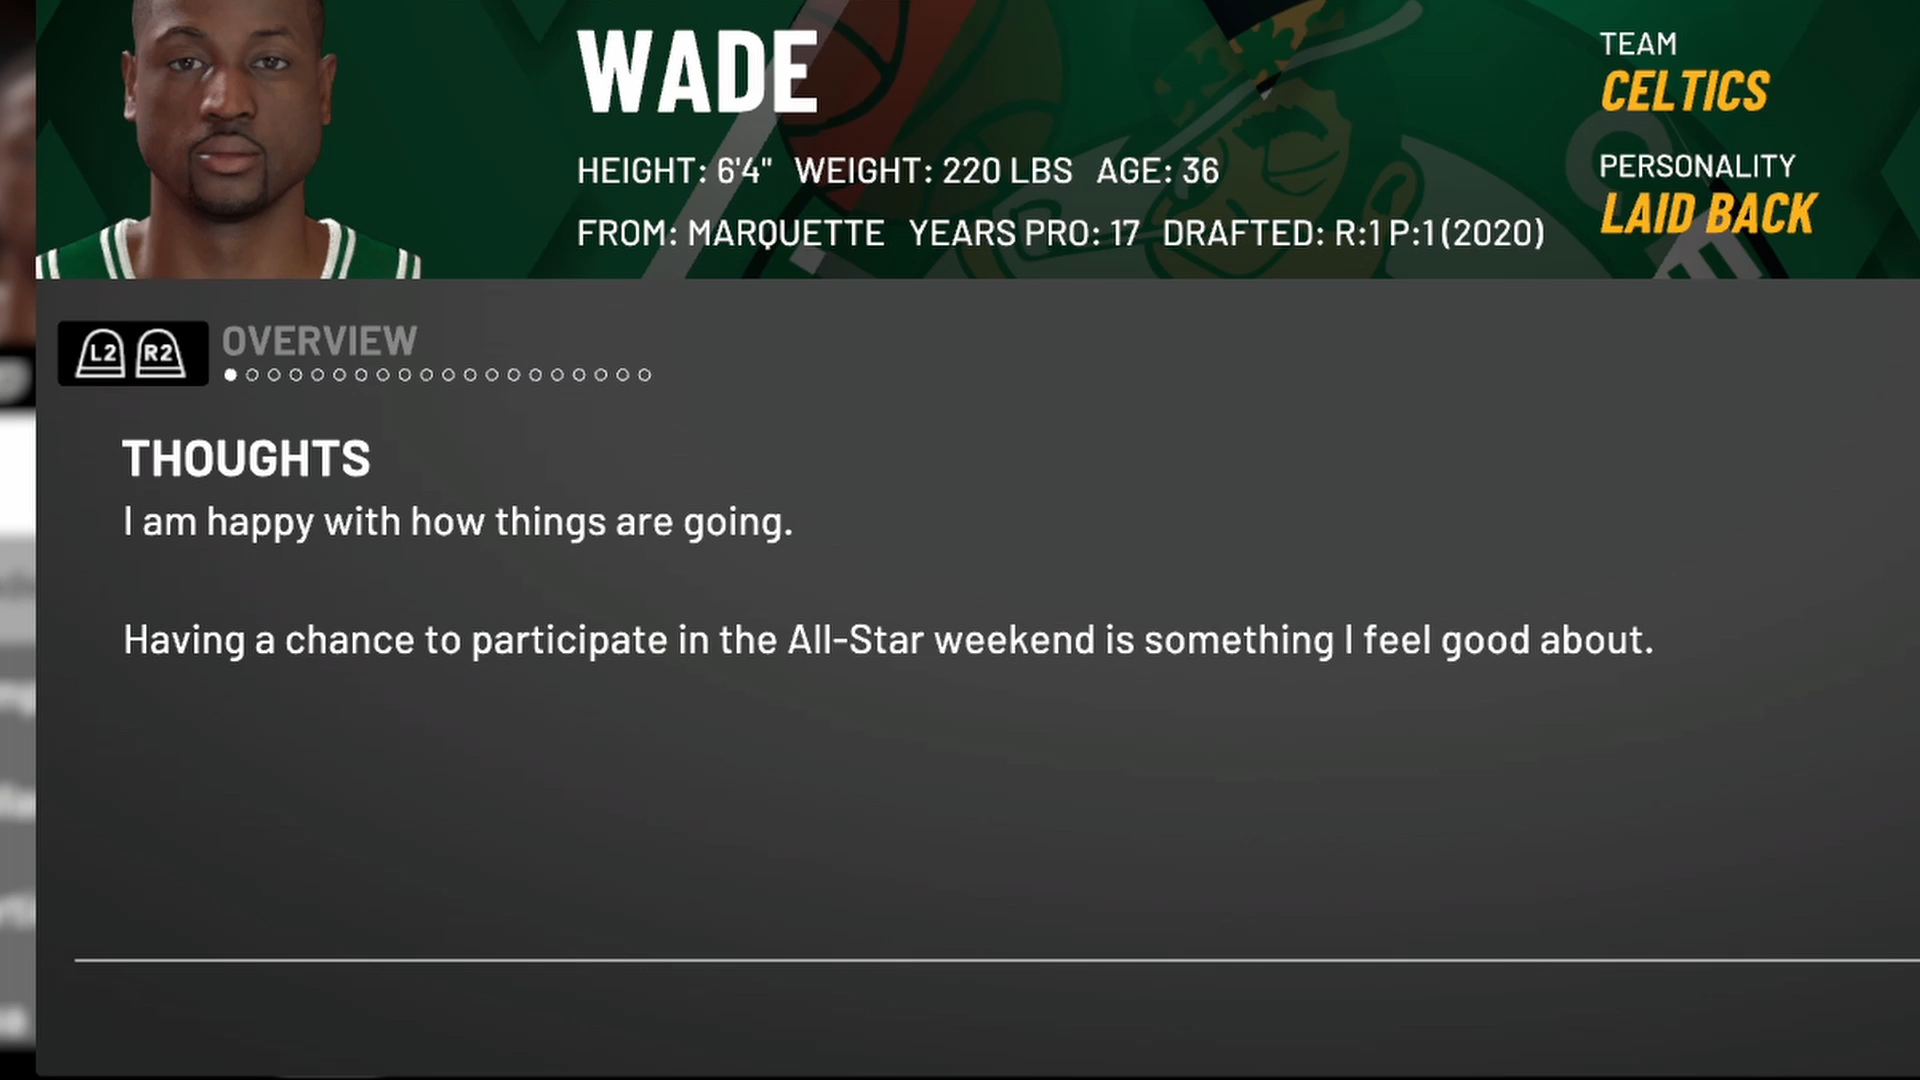 WADE
HEIGHT: 6'4" WEIGHT: 220 LBS AGE: 36
FROM: MARQUETTE YEARS PRO: 17 DRAFTED: R:1 P:1 (2020)
TEAM
CELTICS
PERSONALITY
LAID BACK
L2 R2 OVERVIEW
THOUGHTS
I am happy with how things are going.
Having a chance to participate in the All-Star weekend is something I feel good about.